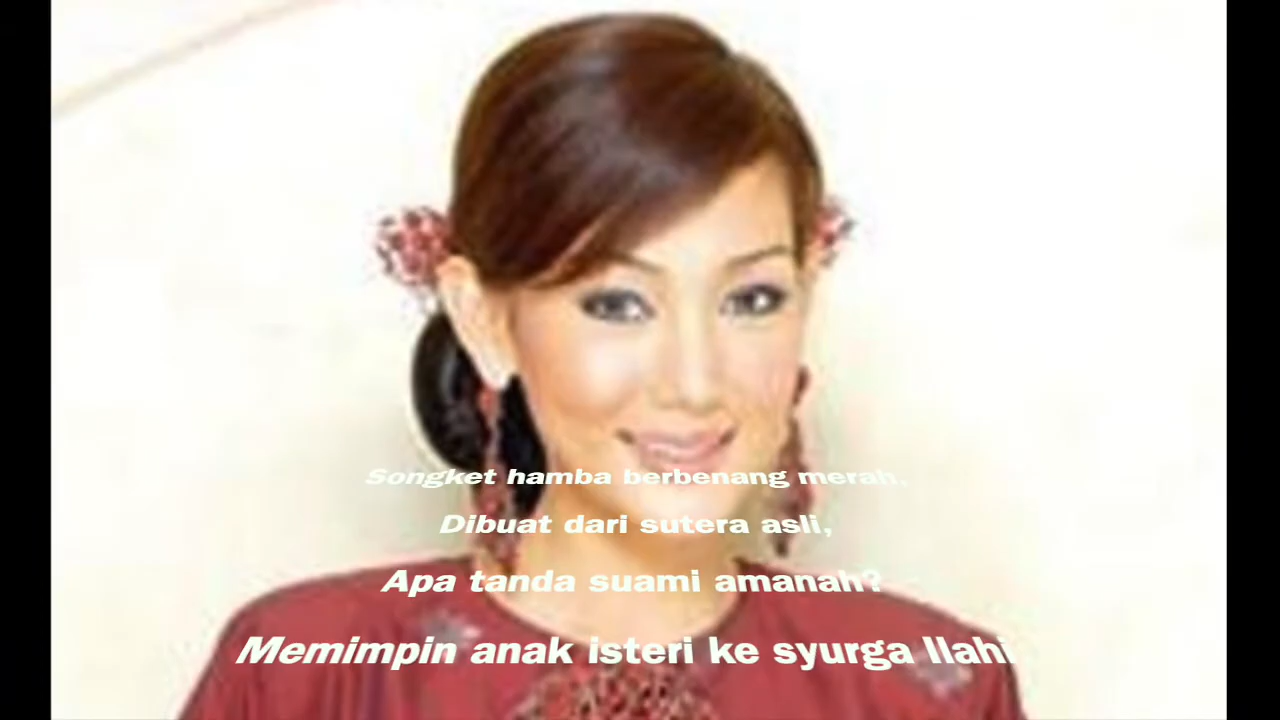 Songket hamba berbenang merah,
Dibuat dari sutera asli,
Apa tanda suami amanah?
Memimpin anak isteri ke syurga Ilahi